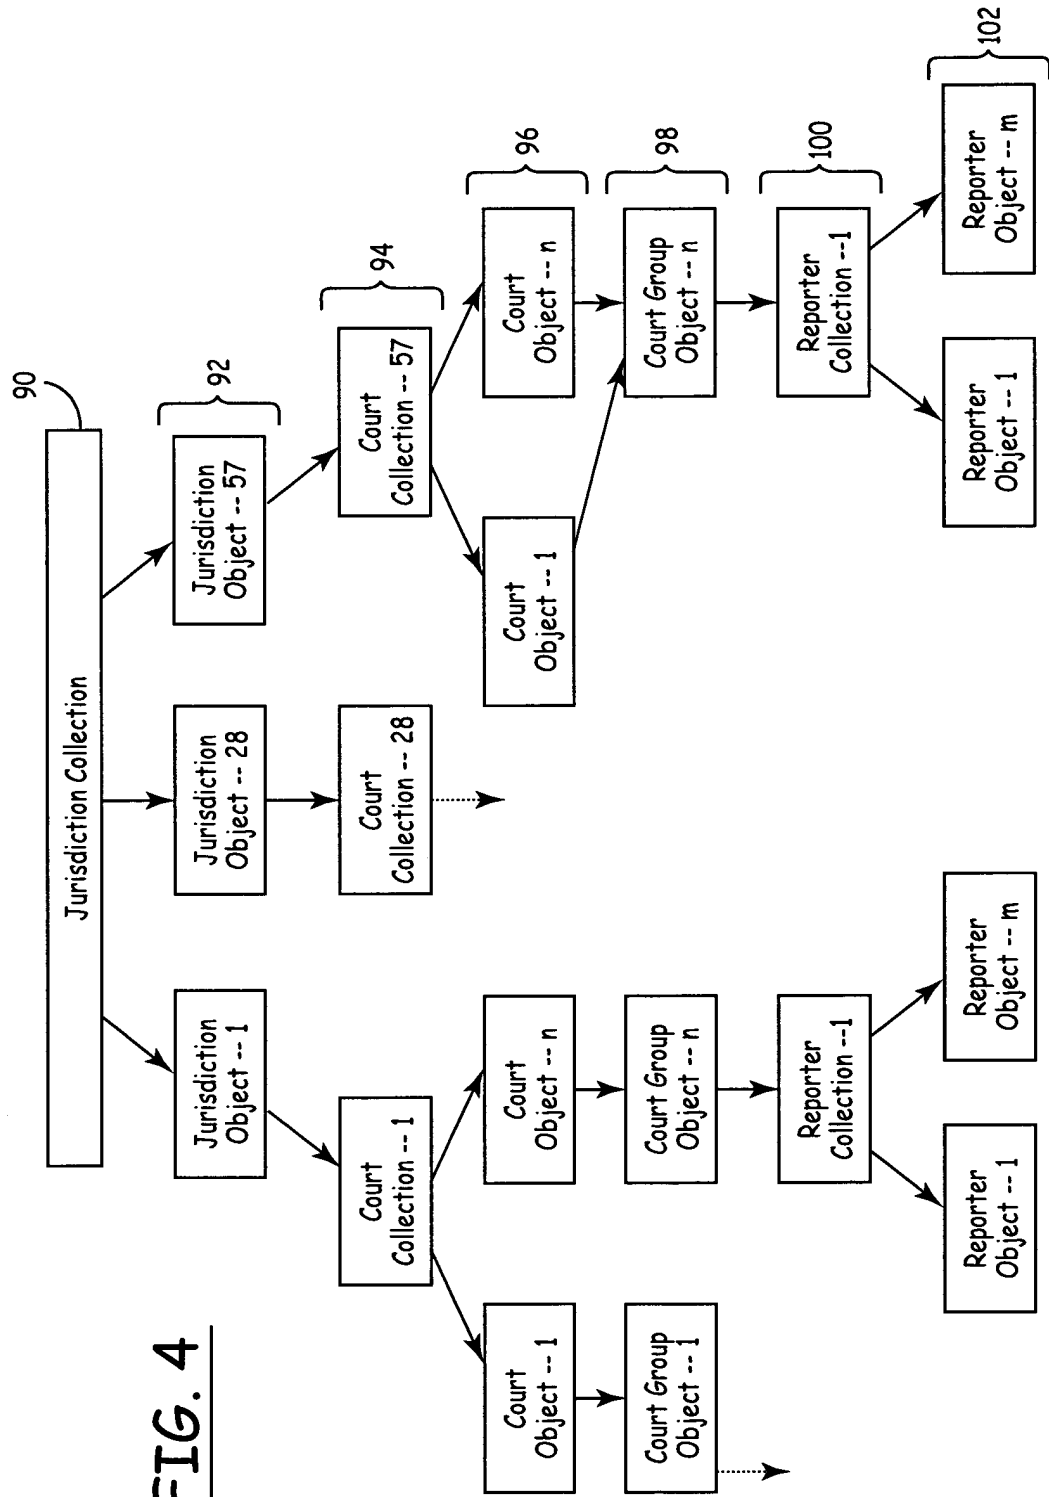 FIG. 4
90
Jurisdiction Collection
92
Jurisdiction
Object -- 1
Jurisdiction
Object -- 28
Jurisdiction
Object -- 57
94
Court
Collection -- 1
Court
Collection -- 28
Court
Collection -- 57
96
Court
Object -- 1
Court
Object -- n
Court
Object -- 1
Court
Object -- n
98
Court Group
Object -- 1
Court Group
Object -- n
Court Group
Object -- n
100
Reporter
Collection --1
Reporter
Collection --1
102
Reporter
Object -- 1
Reporter
Object -- m
Reporter
Object -- 1
Reporter
Object -- m